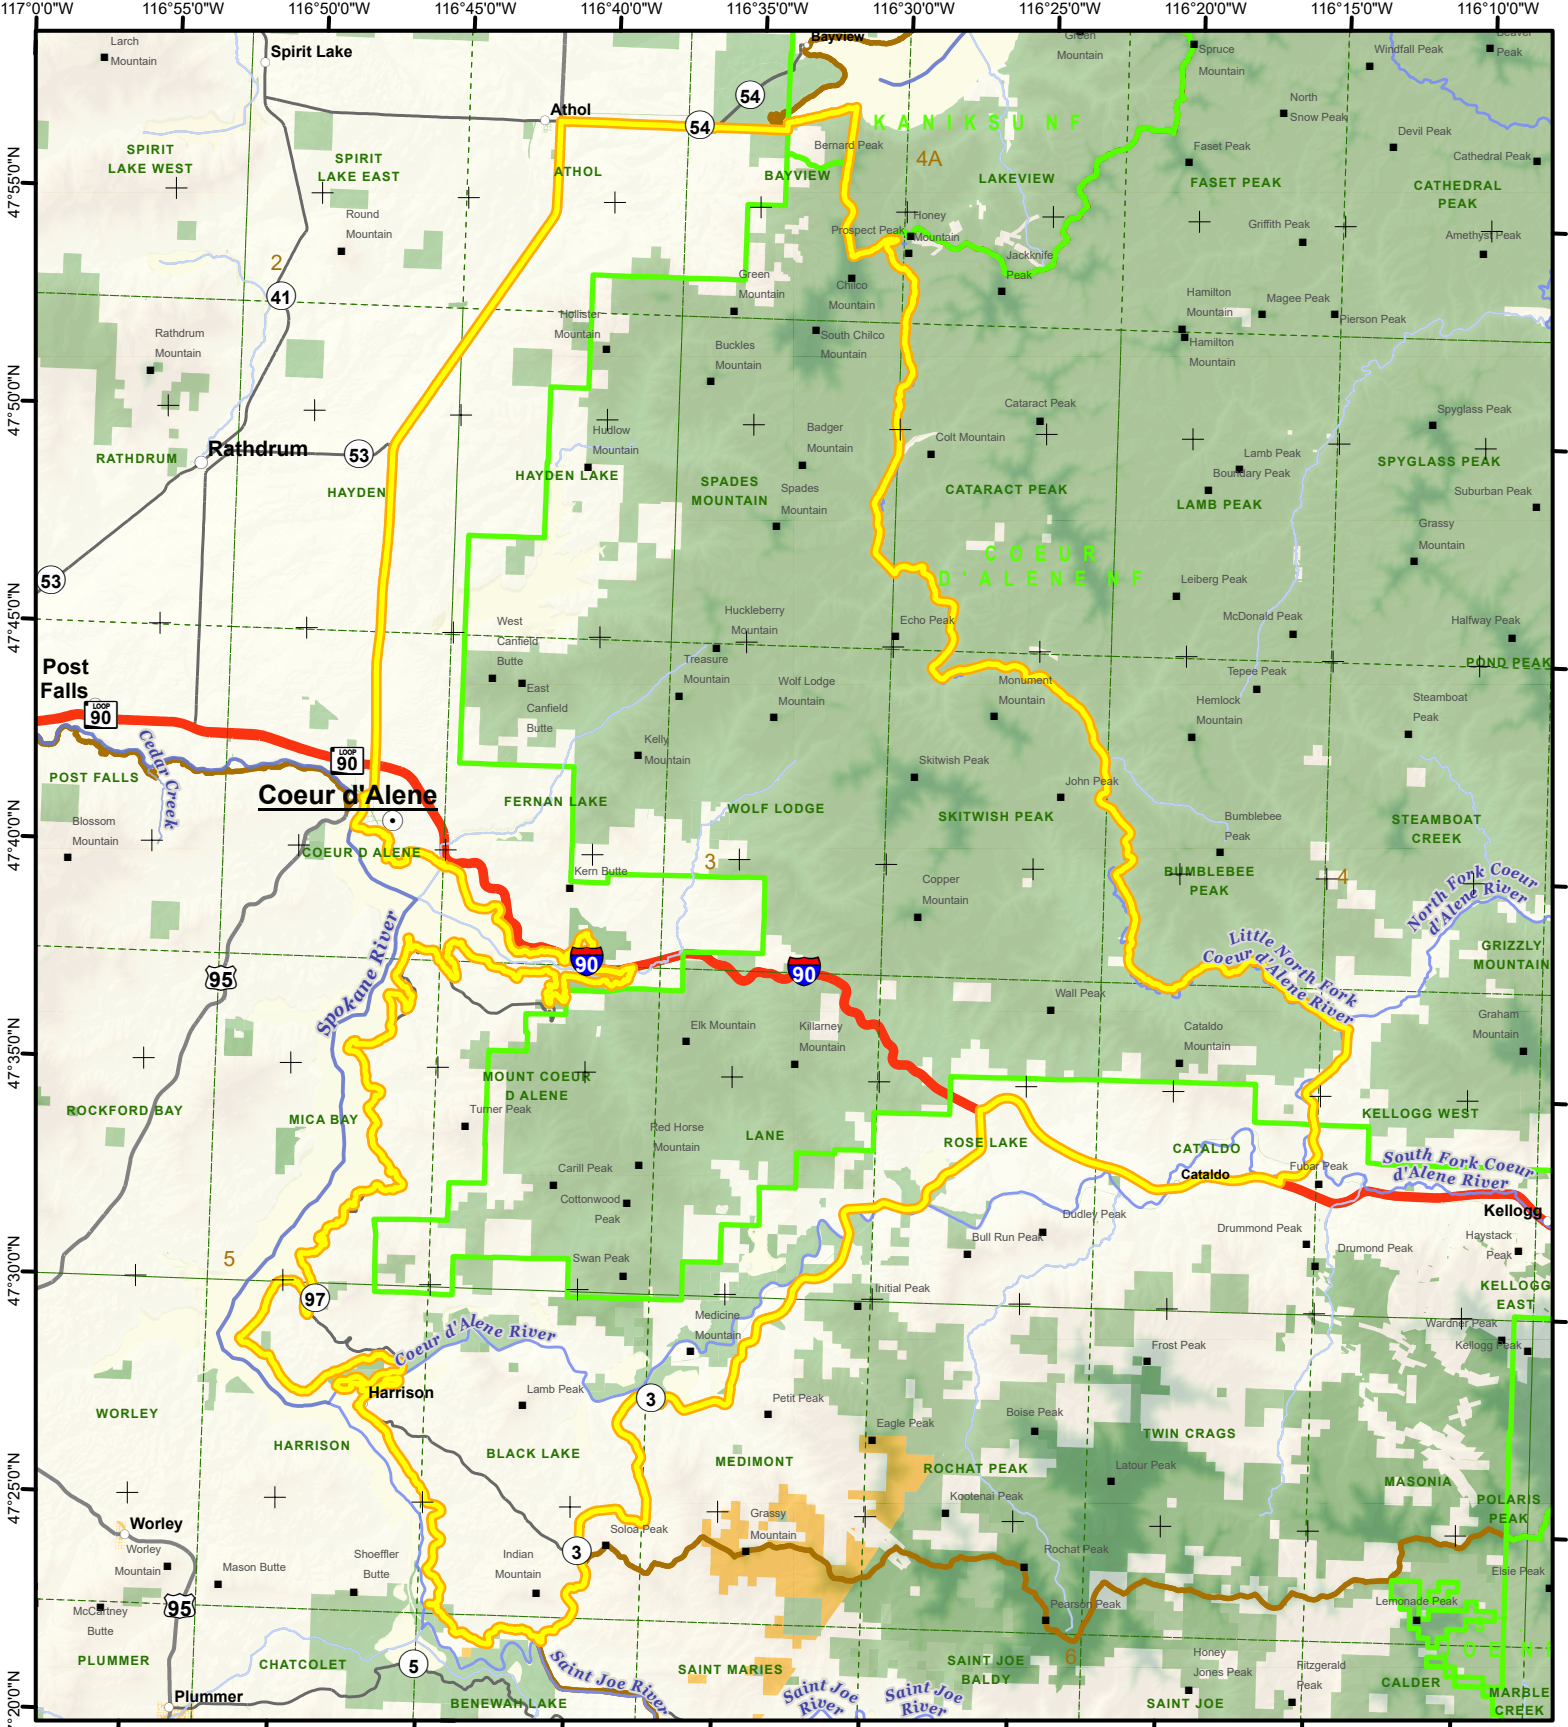 117°0'0"W 116°55'0"W 116°50'0"W 116°45'0"W 116°40'0"W 116°35'0"W 116°30'0"W 116°25'0"W 116°20'0"W 116°15'0"W 116°10'0"W
Larch
Mountain
Spirit Lake
Bayview
Green
Mountain
Spruce
Mountain
Windfall Peak
Beaver
Peak
54
Athol
54
KANIKSU NF
North
Snow Peak
Devil Peak
Cathedral Peak
SPIRIT
LAKE WEST
SPIRIT
LAKE EAST
ATHOL
Bernard Peak
BAYVIEW
4A
LAKEVIEW
Faset Peak
FASET PEAK
CATHEDRAL
PEAK
47°55'0"N
Round
Mountain
Prospect Peak
Honey
Mountain
Griffith Peak
Amethyst Peak
2
41
Green
Mountain
Chilco
Mountain
Jackknife
Peak
Hamilton
Mountain
Magee Peak
Pierson Peak
Rathdrum
Mountain
Hollister
Mountain
South Chilco
Mountain
Hamilton
Mountain
Buckles
Mountain
47°50'0"N
Cataract Peak
Spyglass Peak
Hudlow
Mountain
Badger
Mountain
Colt Mountain
Lamb Peak
Boundary Peak
Rathdrum
53
RATHDRUM
HAYDEN
HAYDEN LAKE
SPADES
MOUNTAIN
Spades
Mountain
CATARACT PEAK
LAMB PEAK
SPYGLASS PEAK
Suburban Peak
Grassy
Mountain
COEUR
D'ALENE NF
53
Leiberg Peak
47°45'0"N
West
Canfield
Butte
Huckleberry
Mountain
Echo Peak
McDonald Peak
Halfway Peak
POND PEAK
Treasure
Mountain
Wolf Lodge
Mountain
Monument
Mountain
Tepee Peak
East
Canfield
Butte
Hemlock
Mountain
Steamboat
Peak
Post
Falls
LOOP
90
Kelly
Mountain
LOOP
90
Cedar Creek
POST FALLS
Skitwish Peak
John Peak
Coeur d'Alene
FERNAN LAKE
WOLF LODGE
SKITWISH PEAK
Bumblebee
Peak
STEAMBOAT
CREEK
Blossom
Mountain
47°40'0"N
COEUR D ALENE
Kern Butte
3
Copper
Mountain
BUMBLEBEE
PEAK
4
North Fork Coeur
d'Alene River
95
Spokane River
90
90
Little North Fork
Coeur d'Alene River
GRIZZLY
MOUNTAIN
Wall Peak
Elk Mountain
Killarney
Mountain
Cataldo
Mountain
Graham
Mountain
47°35'0"N
MOUNT COEUR
D ALENE
ROCKFORD BAY
MICA BAY
Turner Peak
Red Horse
Mountain
LANE
ROSE LAKE
CATALDO
KELLOGG WEST
Carill Peak
Cottonwood
Peak
Cataldo
Fubar Peak
South Fork Coeur
d'Alene River
Kellogg
Dudley Peak
Bull Run Peak
Drummond Peak
Drumond Peak
Haystack
Peak
5
47°30'0"N
Swan Peak
Initial Peak
KELLOGG
EAST
97
Medicine
Mountain
Wardner Peak
Kellogg Peak
Coeur d'Alene River
Frost Peak
Harrison
Lamb Peak
3
Petit Peak
WORLEY
HARRISON
BLACK LAKE
MEDIMONT
Eagle Peak
Boise Peak
TWIN CRAGS
ROCHAT PEAK
Latour Peak
MASONIA
Kootenai Peak
POLARIS
PEAK
47°25'0"N
Worley
Worley
Mountain
Mason Butte
Shoeffler
Butte
Indian
Mountain
3
Soloa Peak
Grassy
Mountain
Rochat Peak
Elsie Peak
McCartney
Butte
95
Pearson Peak
Lemonade Peak
PLUMMER
CHATCOLET
5
Saint Joe River
SAINT MARIES
SAINT JOE
BALDY
6
Honey
Jones Peak
Fitzgerald
Peak
CALDER
Plummer
BENEWAH LAKE
Saint Joe
River
Saint Joe
River
SAINT JOE
MARBLE
CREEK
47°20'0"N